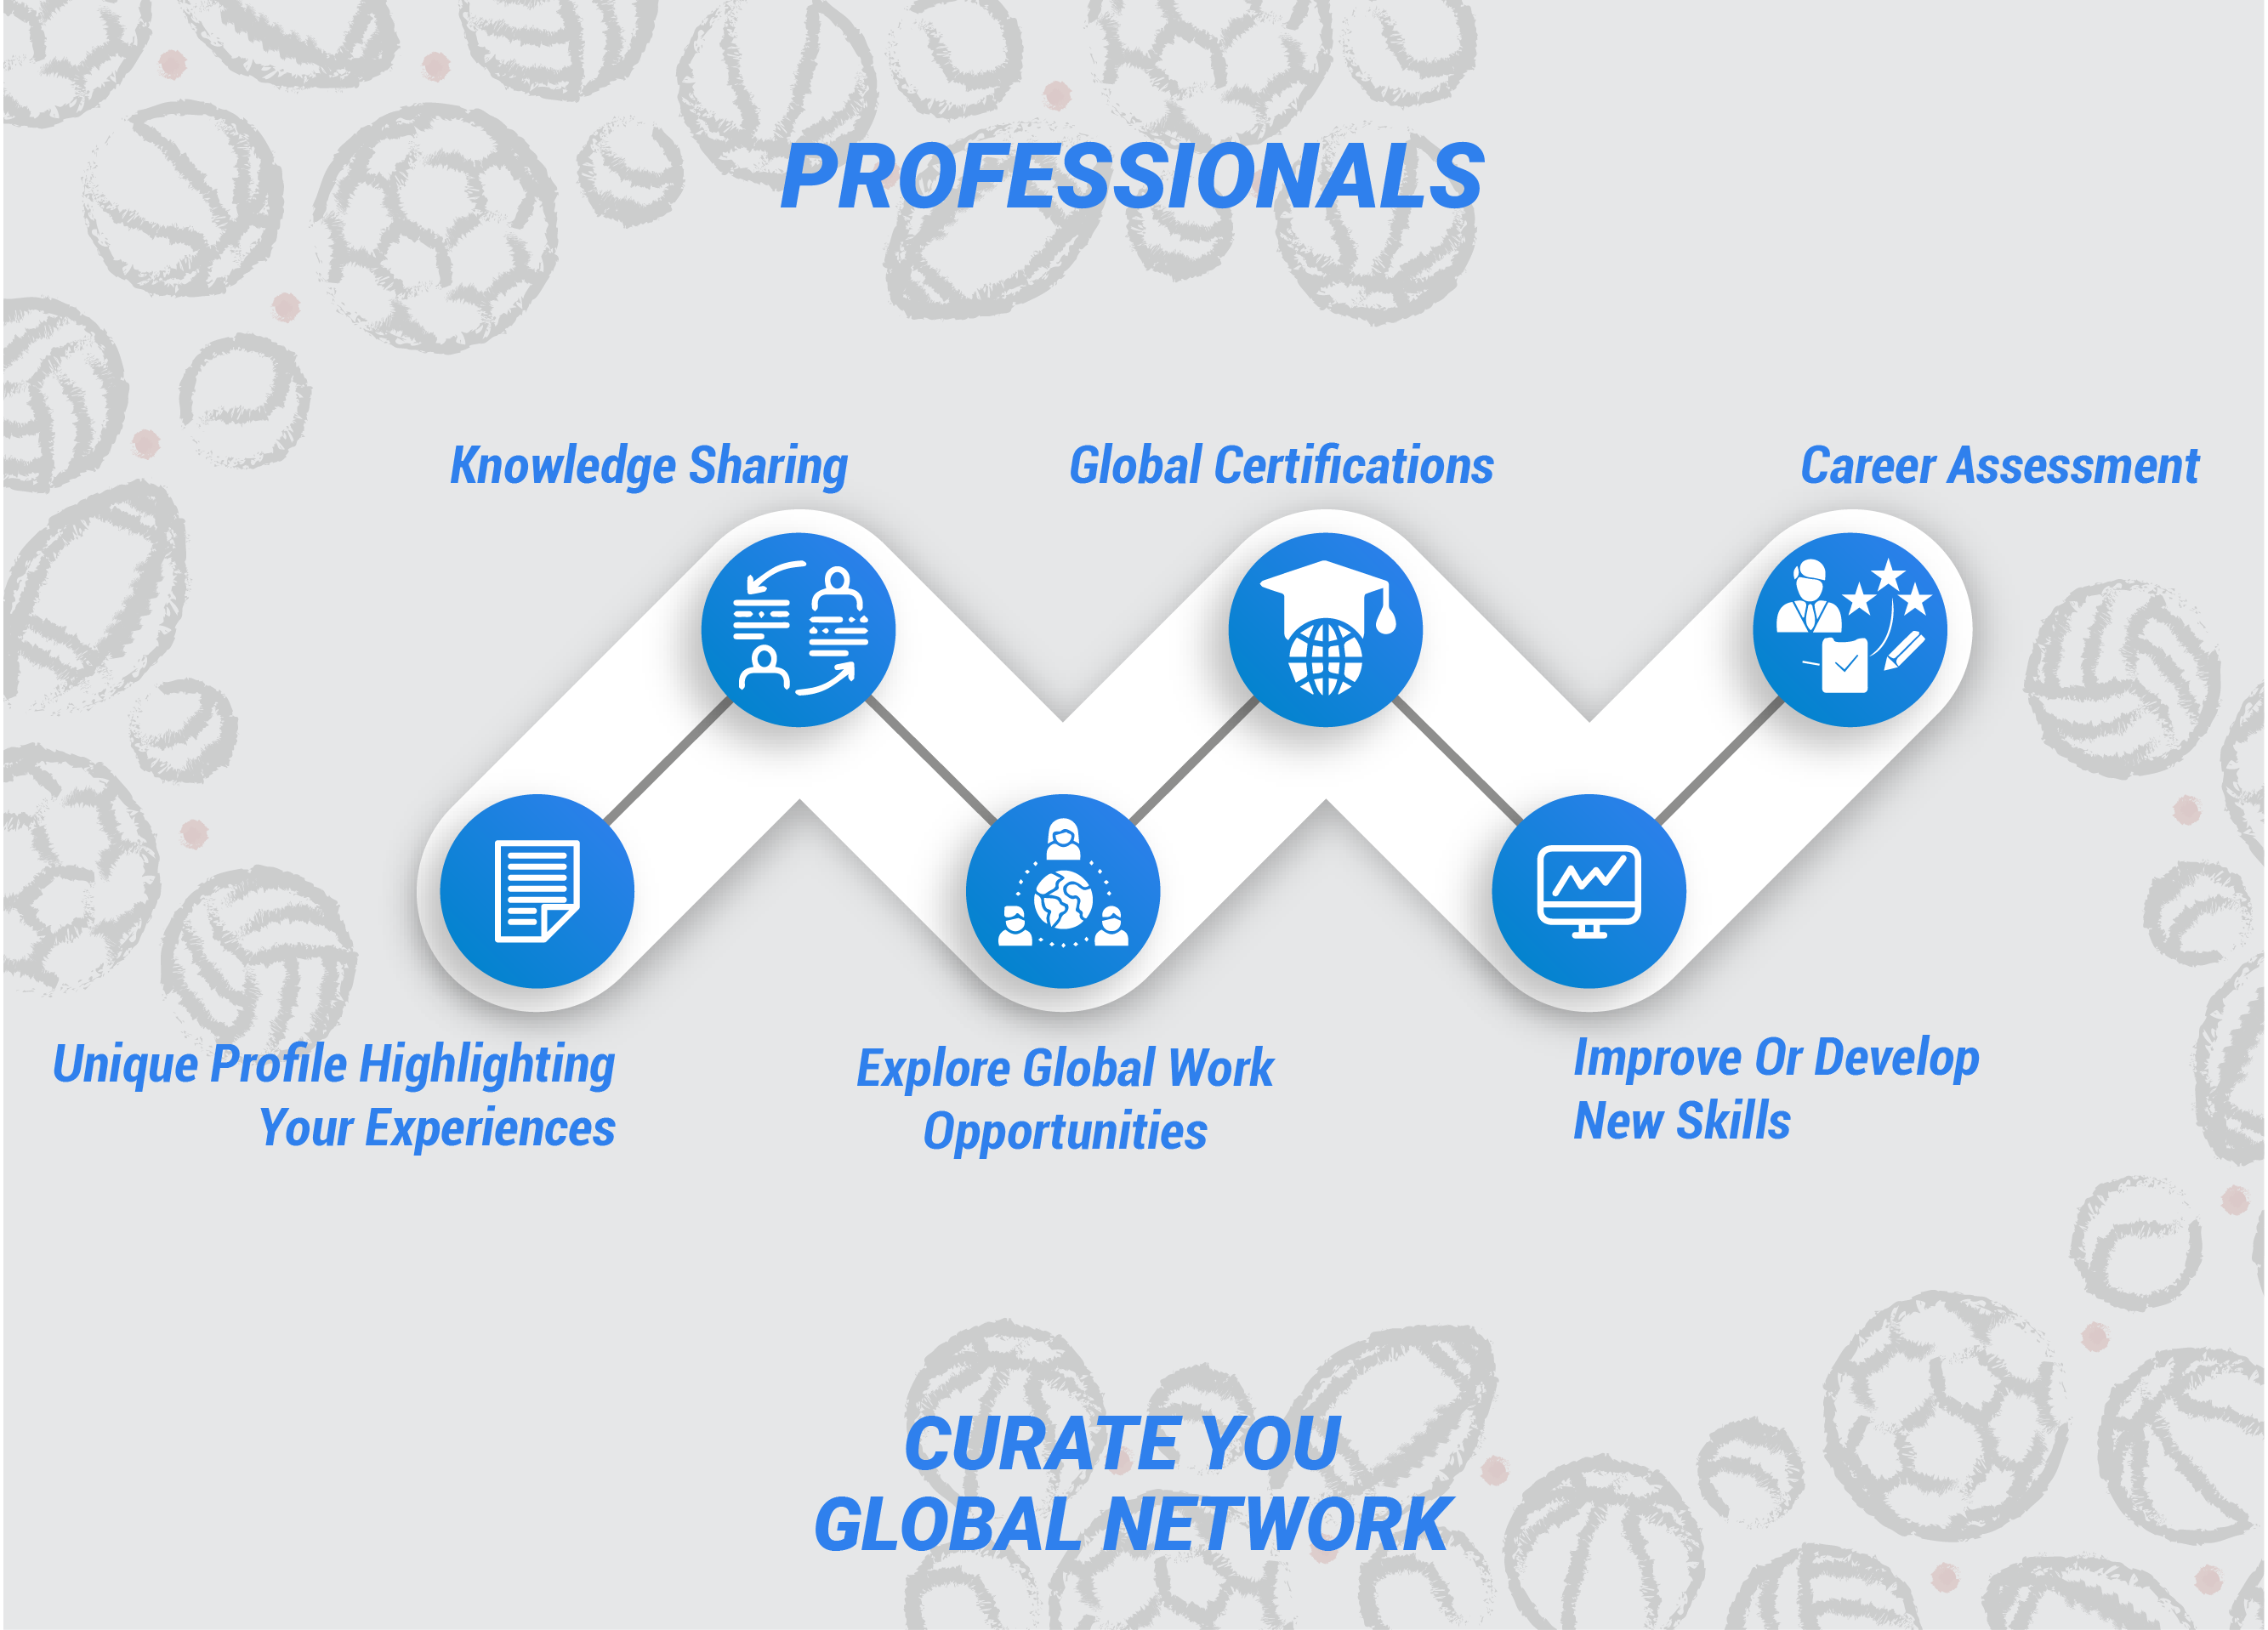 PROFESSIONALS
Knowledge Sharing
Global Certifications
Career Assessment
Unique Profile Highlighting
Your Experiences
Explore Global Work
Opportunities
Improve Or Develop
New Skills
CURATE YOU
GLOBAL NETWORK